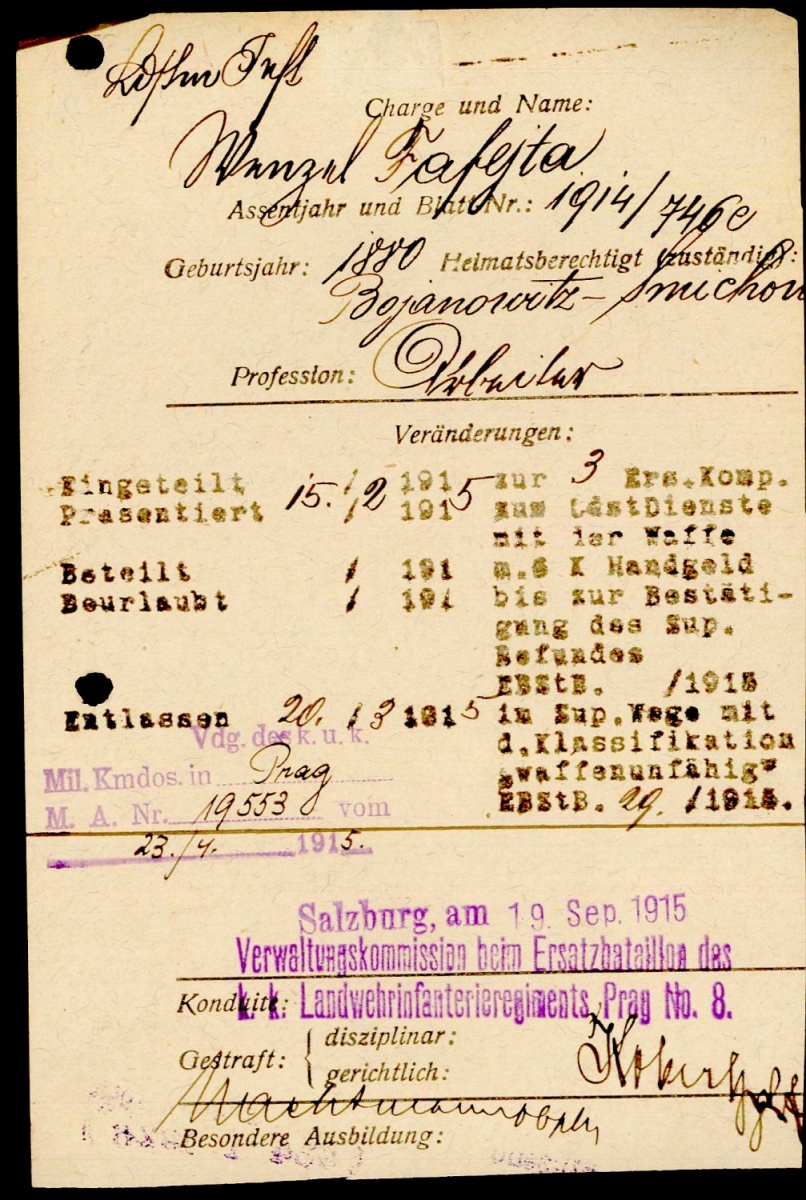 Charge und Name:
Wenzel Fafejta
Assentjahr und Blatt Nr.: 1914/746e
Geburtsjahr: 1880 Heimatsberechtigt (zuständig):
Bojanowitz - Smichow
Profession: Arbeiter
Veränderungen:
Eingeteilt 15./2 1915 zur 3 Ers.Komp.
Präsentiert / 191 zum LdstDienste
mit der Waffe
Beteilt / 191 m.6 K Handgeld
Beurlaubt / 191 bis zur Bestäti-
gung des Sup.
Befundes
EBStB. /1915
Entlassen 20. /3 1915 im Sup.Wege mit
d.Klassifikation
"waffenunfähig"
EBStB. 29. /1915.
Vdg. des k. u. k.
Mil. Kmdos. in Prag
M. A. Nr. 19553 vom
23./4. 1915.
Salzburg, am 19. Sep. 1915
Verwaltungskommission beim Ersatzbataillon des
k. k. Landwehrinfanterieregiments Prag No. 8.
Konduite:
Gestraft: { disziplinar:
gerichtlich:
Besondere Ausbildung: